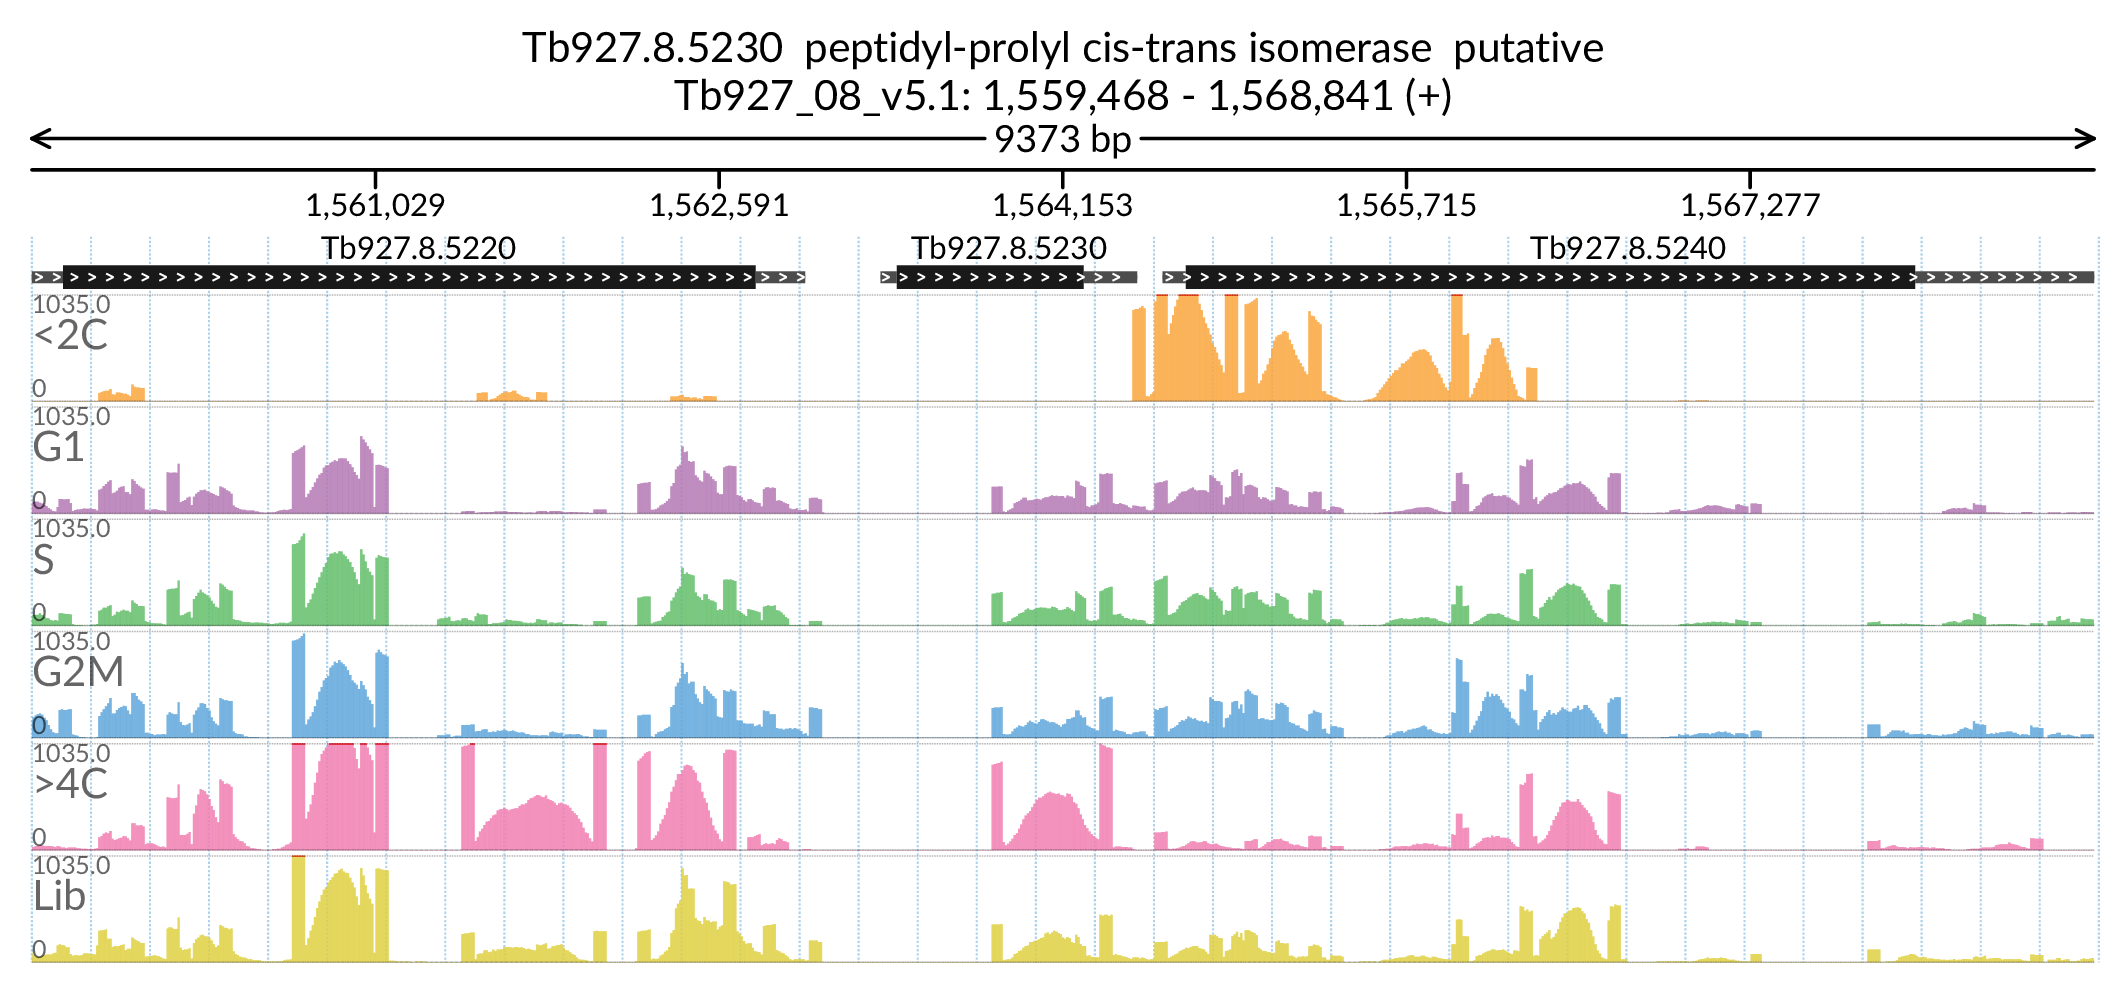 Tb927.8.5230  peptidyl-prolyl cis-trans isomerase  putative
Tb927_08_v5.1: 1,559,468 - 1,568,841 (+)
9373 bp
1,561,029 1,562,591 1,564,153 1,565,715 1,567,277
Tb927.8.5220 Tb927.8.5230 Tb927.8.5240
1035.0
<2C
0
1035.0
G1
0
1035.0
S
0
1035.0
G2M
0
1035.0
>4C
0
1035.0
Lib
0